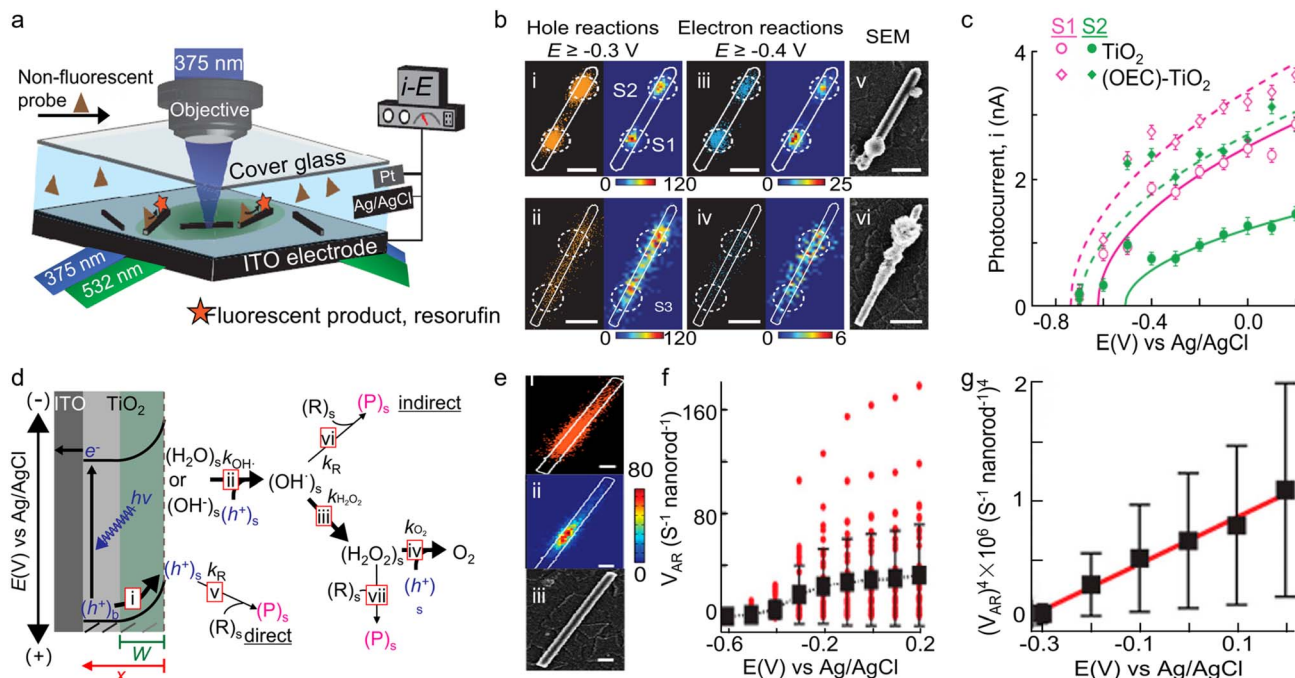 a
375 nm
Non-fluorescent
probe
Objective
i-E
Cover glass
Pt
Ag/AgCl
ITO electrode
375 nm
532 nm
Fluorescent product, resorufin
b
Hole reactions
E ≥ -0.3 V
Electron reactions
E ≥ -0.4 V
SEM
i
S2
S1
iii
v
0 120
0 25
ii
S3
iv
vi
0 120
0 6
c
S1 S2
TiO2
(OEC)-TiO2
Photocurrent, i (nA)
4
2
0
-0.8
-0.4
0.0
E(V) vs Ag/AgCl
d
(-)
(+)
E(V) vs Ag/AgCl
ITO
TiO2
e-
hν
(h+)b
i
(h+)s
W
x
(H2O)s
or
(OH-)s
kOH·
ii
(h+)s
(OH·)s
(R)s
(P)s
indirect
vi
kR
iii
kH2O2
(H2O2)s
kO2
iv
O2
(h+)
s
kR
v
(R)s
direct
(P)s
(R)s
vii
(P)s
e
i
ii
iii
80
0
f
VAR (S-1 nanorod-1)
160
80
0
-0.6
-0.2
0.2
E(V) vs Ag/AgCl
g
(VAR)4 × 106 (S-1 nanorod-1)4
2
1
0
-0.3
-0.1
0.1
0.3
E(V) vs Ag/AgCl